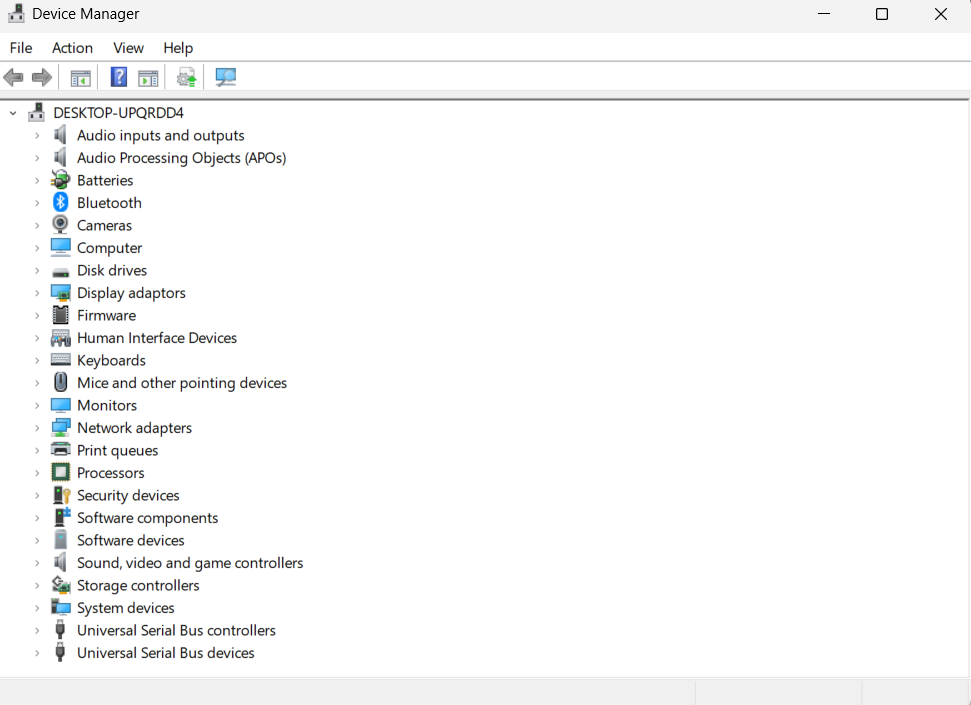 Device Manager
File Action View Help
?
DESKTOP-UPQRDD4
Audio inputs and outputs
Audio Processing Objects (APOs)
Batteries
Bluetooth
Cameras
Computer
Disk drives
Display adaptors
Firmware
Human Interface Devices
Keyboards
Mice and other pointing devices
Monitors
Network adapters
Print queues
Processors
Security devices
Software components
Software devices
Sound, video and game controllers
Storage controllers
System devices
Universal Serial Bus controllers
Universal Serial Bus devices